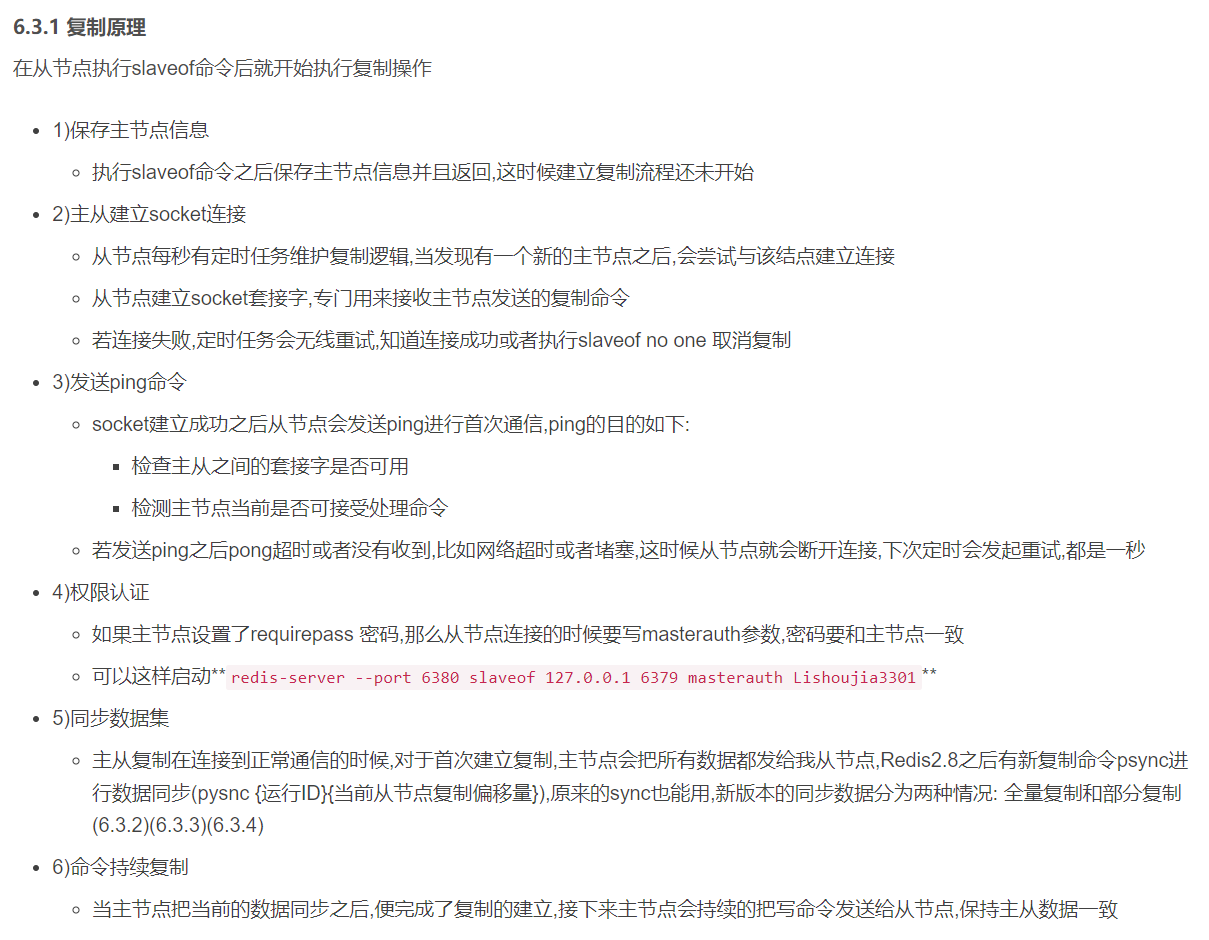 6.3.1 复制原理
在从节点执行slaveof命令后就开始执行复制操作
1)保存主节点信息
执行slaveof命令之后保存主节点信息并且返回,这时候建立复制流程还未开始
2)主从建立socket连接
从节点每秒有定时任务维护复制逻辑,当发现有一个新的主节点之后,会尝试与该结点建立连接
从节点建立socket套接字,专门用来接收主节点发送的复制命令
若连接失败,定时任务会无线重试,知道连接成功或者执行slaveof no one 取消复制
3)发送ping命令
socket建立成功之后从节点会发送ping进行首次通信,ping的目的如下:
检查主从之间的套接字是否可用
检测主节点当前是否可接受处理命令
若发送ping之后pong超时或者没有收到,比如网络超时或者堵塞,这时候从节点就会断开连接,下次定时会发起重试,都是一秒
4)权限认证
如果主节点设置了requirepass 密码,那么从节点连接的时候要写masterauth参数,密码要和主节点一致
可以这样启动**redis-server --port 6380 slaveof 127.0.0.1 6379 masterauth Lishoujia3301**
5)同步数据集
主从复制在连接到正常通信的时候,对于首次建立复制,主节点会把所有数据都发给我从节点,Redis2.8之后有新复制命令psync进
行数据同步(pysnc {运行ID}{当前从节点复制偏移量}),原来的sync也能用,新版本的同步数据分为两种情况: 全量复制和部分复制
(6.3.2)(6.3.3)(6.3.4)
6)命令持续复制
当主节点把当前的数据同步之后,便完成了复制的建立,接下来主节点会持续的把写命令发送给从节点,保持主从数据一致